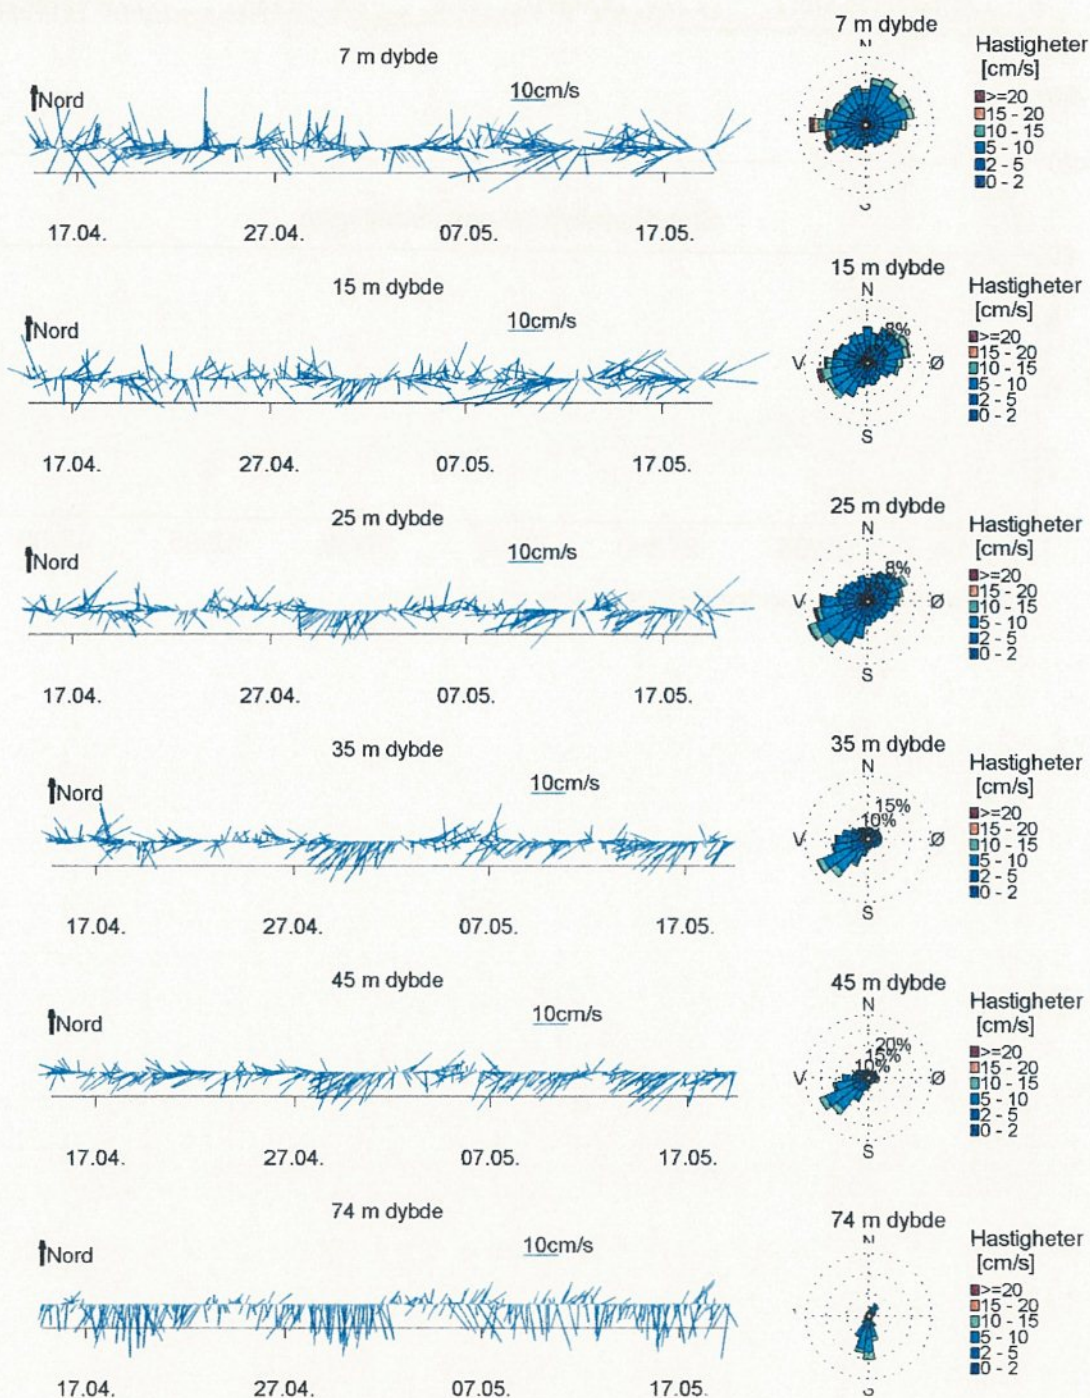 7 m dybde
Nord
10cm/s
17.04. 27.04. 07.05. 17.05.
7 m dybde
N
Hastigheter
[cm/s]
>=20
15 - 20
10 - 15
5 - 10
2 - 5
0 - 2
15 m dybde
Nord
10cm/s
17.04. 27.04. 07.05. 17.05.
15 m dybde
N
8%
V Ø
S
Hastigheter
[cm/s]
>=20
15 - 20
10 - 15
5 - 10
2 - 5
0 - 2
25 m dybde
Nord
10cm/s
17.04. 27.04. 07.05. 17.05.
25 m dybde
N
8%
V Ø
S
Hastigheter
[cm/s]
>=20
15 - 20
10 - 15
5 - 10
2 - 5
0 - 2
35 m dybde
Nord
10cm/s
17.04. 27.04. 07.05. 17.05.
35 m dybde
N
15%
10%
V Ø
S
Hastigheter
[cm/s]
>=20
15 - 20
10 - 15
5 - 10
2 - 5
0 - 2
45 m dybde
Nord
10cm/s
17.04. 27.04. 07.05. 17.05.
45 m dybde
N
20%
15%
10%
V Ø
S
Hastigheter
[cm/s]
>=20
15 - 20
10 - 15
5 - 10
2 - 5
0 - 2
74 m dybde
Nord
10cm/s
17.04. 27.04. 07.05. 17.05.
74 m dybde
N
Hastigheter
[cm/s]
>=20
15 - 20
10 - 15
5 - 10
2 - 5
0 - 2